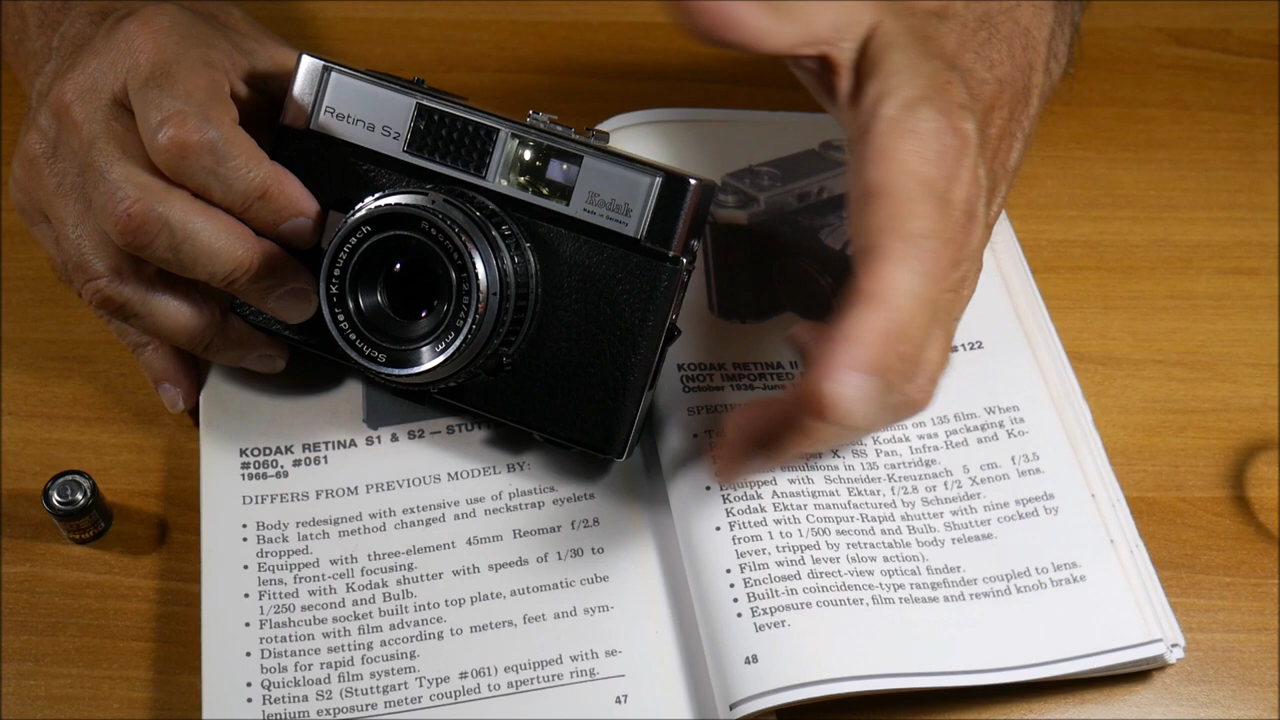 Retina S2
Kodak
Made in Germany
Schneider-Kreuznach Reomar f:2.8/45 mm
KODAK RETINA S1 & S2 — STUTT
#060, #061
1966–69
DIFFERS FROM PREVIOUS MODEL BY:
• Body redesigned with extensive use of plastics.
• Back latch method changed and neckstrap eyelets
dropped.
• Equipped with three-element 45mm Reomar f/2.8
lens, front-cell focusing.
• Fitted with Kodak shutter with speeds of 1/30 to
1/250 second and Bulb.
• Flashcube socket built into top plate, automatic cube
rotation with film advance.
• Distance setting according to meters, feet and sym-
bols for rapid focusing.
• Quickload film system.
• Retina S2 (Stuttgart Type #061) equipped with se-
lenium exposure meter coupled to aperture ring.
47
KODAK RETINA II #122
(NOT IMPORTED
October 1936–June
SPECIF
on 135 film. When
Kodak was packaging its
X, SS Pan, Infra-Red and Ko-
emulsions in 135 cartridge.
• Equipped with Schneider-Kreuznach 5 cm. f/3.5
Kodak Anastigmat Ektar, f/2.8 or f/2 Xenon lens.
Kodak Ektar manufactured by Schneider.
• Fitted with Compur-Rapid shutter with nine speeds
from 1 to 1/500 second and Bulb. Shutter cocked by
lever, tripped by retractable body release.
• Film wind lever (slow action).
• Enclosed direct-view optical finder.
• Built-in coincidence-type rangefinder coupled to lens.
• Exposure counter, film release and rewind knob brake
lever.
48